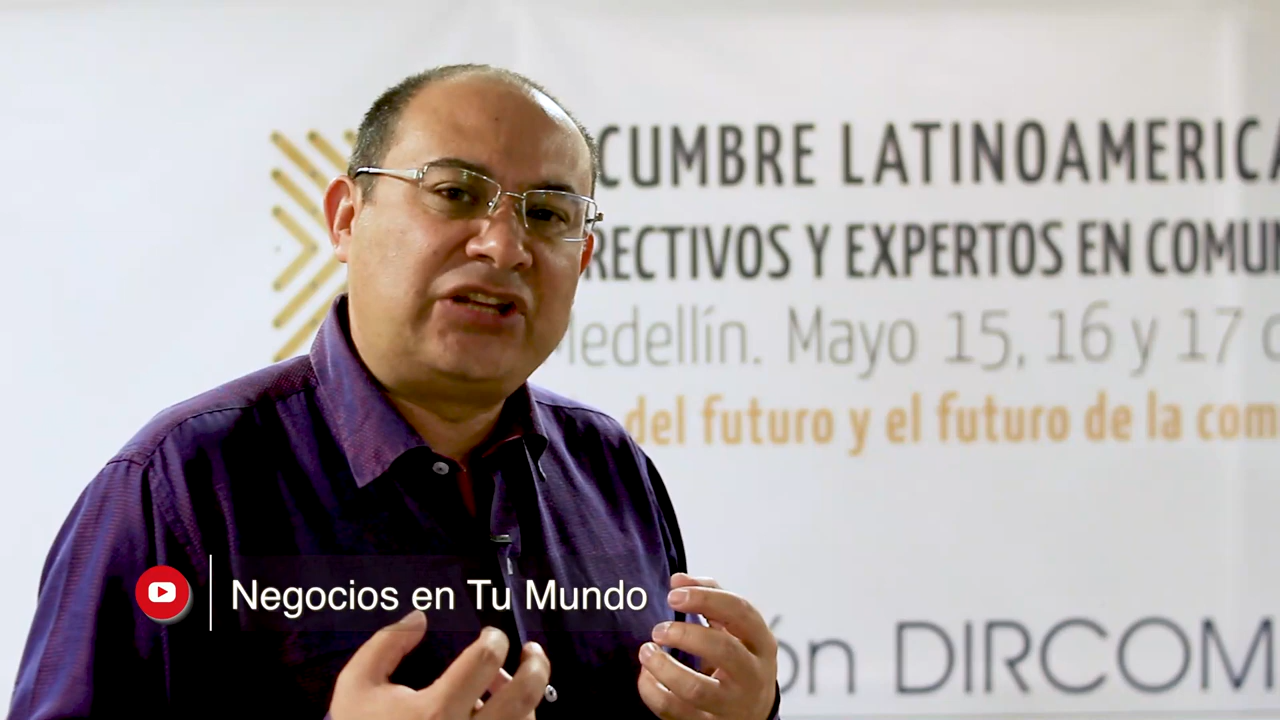 CUMBRE LATINOAMERICA
RECTIVOS Y EXPERTOS EN COMUN
Medellín. Mayo 15, 16 y 17 d
del futuro y el futuro de la com
Negocios en Tu Mundo
ón DIRCOM